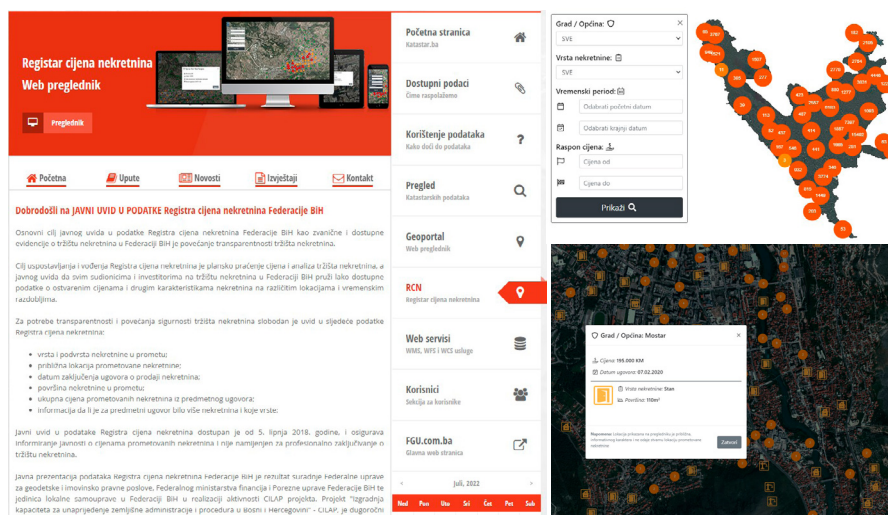 Registar cijena nekretnina
Web preglednik
Preglednik
Početna
Upute
Novosti
Izvještaji
Kontakt
Dobrodošli na JAVNI UVID U PODATKE Registra cijena nekretnina Federacije BiH
Osnovni cilj javnog uvida u podatke Registra cijena nekretnina Federacije BiH kao zvanične i dostupne
evidencije o tržištu nekretnina u Federaciji BiH je povećanje transparentnosti tržišta nekretnina.
Cilj uspostavljanja i vođenja Registra cijena nekretnina je plansko praćenje cijena i analiza tržišta nekretnina, a
javnog uvida da svim sudionicima i investitorima na tržištu nekretnina u Federaciji BiH pruži lako dostupne
podatke o ostvarenim cijenama i drugim karakteristikama nekretnina na različitim lokacijama i vremenskim
razdobljima.
Za potrebe transparentnosti i povećanja sigurnosti tržišta nekretnina slobodan je uvid u sljedeće podatke
Registra cijena nekretnina:
vrsta i podvrsta nekretnine u prometu;
približna lokacija prometovane nekretnine;
datum zaključenja ugovora o prodaji nekretnina;
površina nekretnine u prometu;
ukupna cijena prometovanih nekretnina iz predmetnog ugovora;
informacija da li je za predmetni ugovor bilo više nekretnina i koje vrste;
Javni uvid u podatake Registra cijena nekretnina dostupan je od 5. lipnja 2018. godine, i osigurava
informiranje javnosti o cijenama prometovanih nekretnina i nije namijenjen za profesionalno zaključivanje o
tržištu nekretnina.
Javna prezentacija podataka Registra cijena nekretnina Federacije BiH je rezultat suradnje Federalne uprave
za geodetske i imovinsko pravne poslove, Federalnog ministarstva financija i Porezne uprave Federacije BiH te
jedinica lokalne samouprave u Federaciji BiH u realizaciji aktivnosti CILAP projekta. Projekt "Izgradnja
kapaciteta za unaprijeđenje zemljišne administracije i procedura u Bosni i Hercegovini" - CILAP, je dugoročni
Početna stranica
Katastar.ba
Dostupni podaci
Čime raspolažemo
Korištenje podataka
Kako doći do podataka
Pregled
Katastarskih podataka
Geoportal
Web preglednik
RCN
Registar cijena nekretnina
Web servisi
WMS, WFS i WCS usluge
Korisnici
Sekcija za korisnike
FGU.com.ba
Glavna web stranica
Juli, 2022
Ned Pon Uto Sri Čet Pet Sub
Grad / Općina:
SVE
Vrsta nekretnine:
SVE
Vremenski period:
Odabrati početni datum
Odabrati krajnji datum
Raspon cijena:
Cijena od
Cijena do
Prikaži
Grad / Općina: Mostar
Cijena: 195.000 KM
Datum ugovora: 07.02.2020
Vrsta nekretnine: Stan
Površina: 110m²
Zatvori